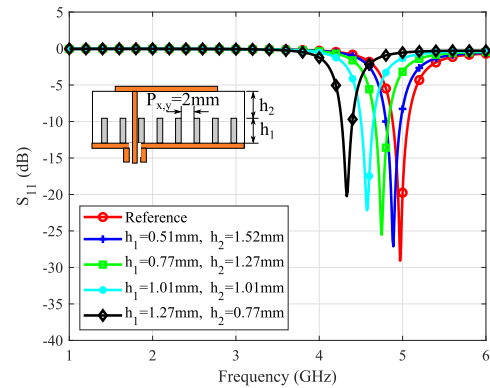 0
-5
-10
-15
-20
-25
-30
-35
-40
S₁₁ (dB)
Pₓ,ᵧ=2mm
h₂
h₁
Reference
h₁=0.51mm, h₂=1.52mm
h₁=0.77mm, h₂=1.27mm
h₁=1.01mm, h₂=1.01mm
h₁=1.27mm, h₂=0.77mm
1 2 3 4 5 6
Frequency (GHz)